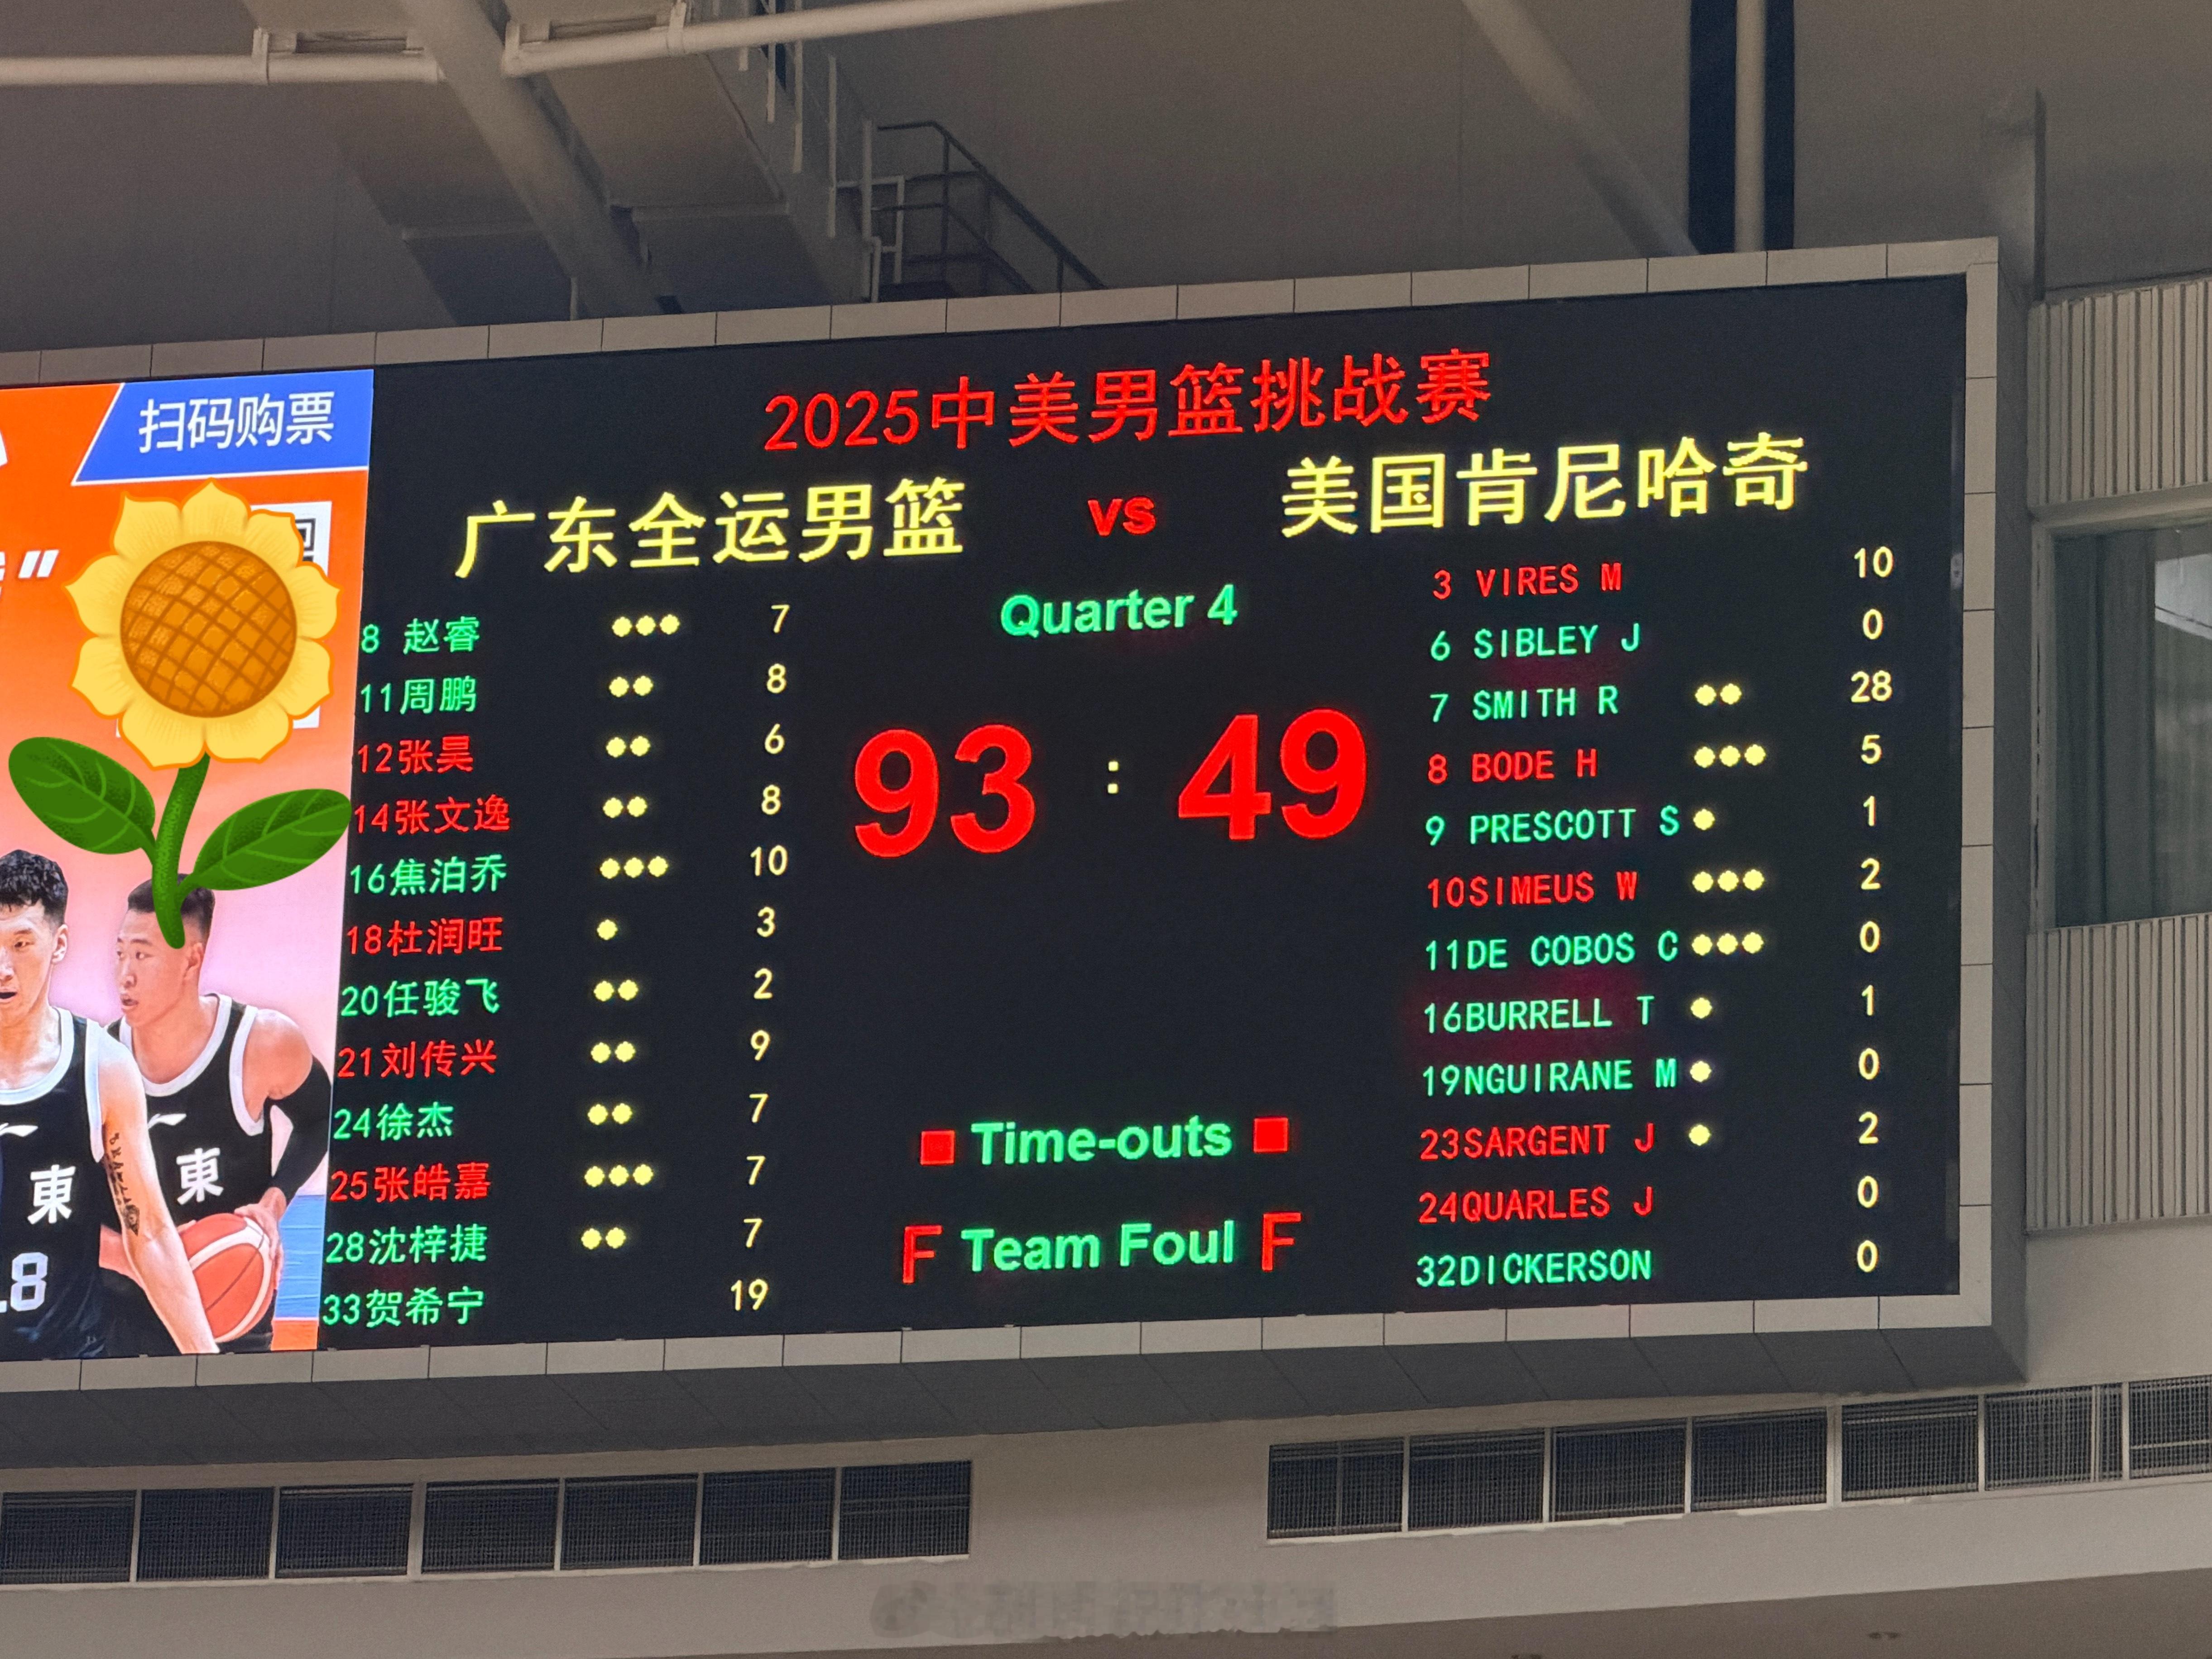 扫码购票
2025中美男篮挑战赛
广东全运男篮 vs 美国肯尼哈奇
Quarter 4
93 : 49
8 赵睿 7
11周鹏 8
12张昊 6
14张文逸 8
16焦泊乔 10
18杜润旺 3
20任骏飞 2
21刘传兴 9
24徐杰 7
25张皓嘉 7
28沈梓捷 7
33贺希宁 19
Time-outs
F Team Foul F
3 VIRES M 10
6 SIBLEY J 0
7 SMITH R 28
8 BODE H 5
9 PRESCOTT S 1
10SIMEUS W 2
11DE COBOS C 0
16BURRELL T 1
19NGUIRANE M 0
23SARGENT J 2
24QUARLES J 0
32DICKERSON 0
東
東